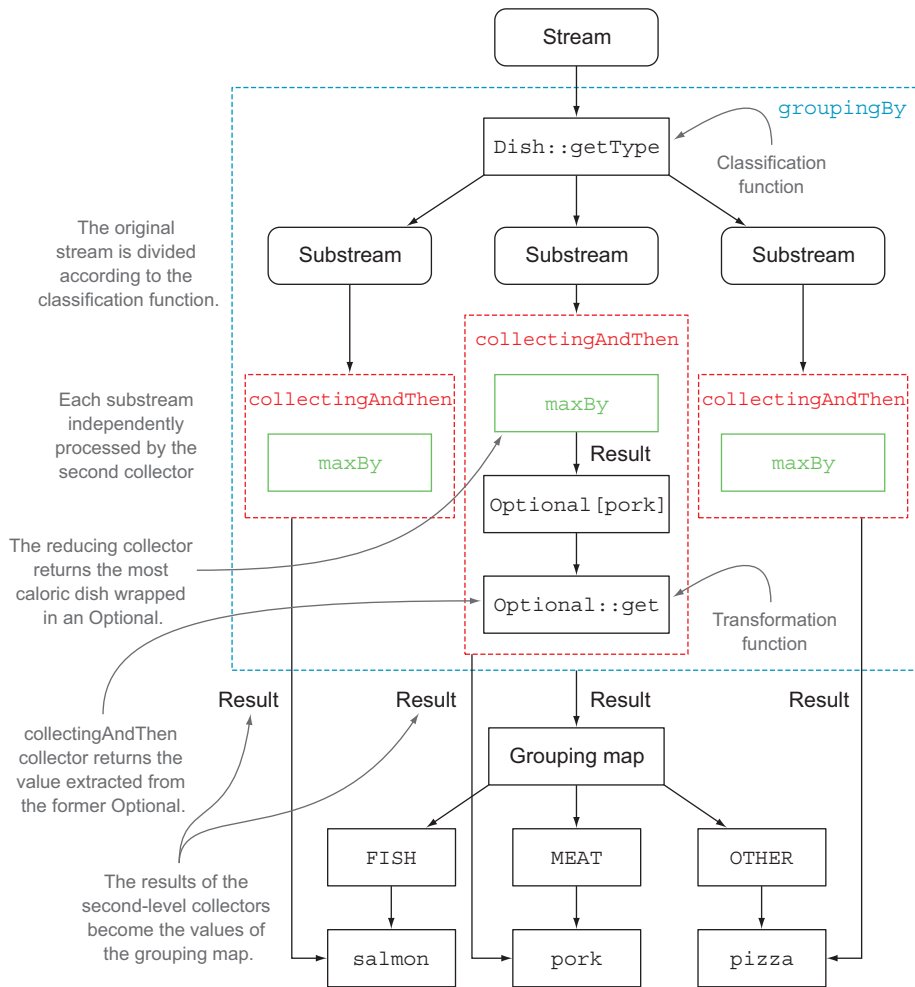 Stream
groupingBy
Dish::getType
Classification
function
The original
stream is divided
according to the
classification function.
Substream
Substream
Substream
collectingAndThen
collectingAndThen
collectingAndThen
Each substream
independently
processed by the
second collector
maxBy
maxBy
maxBy
Result
Optional[pork]
The reducing collector
returns the most
caloric dish wrapped
in an Optional.
Optional::get
Transformation
function
Result
Result
Result
Result
collectingAndThen
collector returns the
value extracted from
the former Optional.
Grouping map
FISH
MEAT
OTHER
The results of the
second-level collectors
become the values of
the grouping map.
salmon
pork
pizza